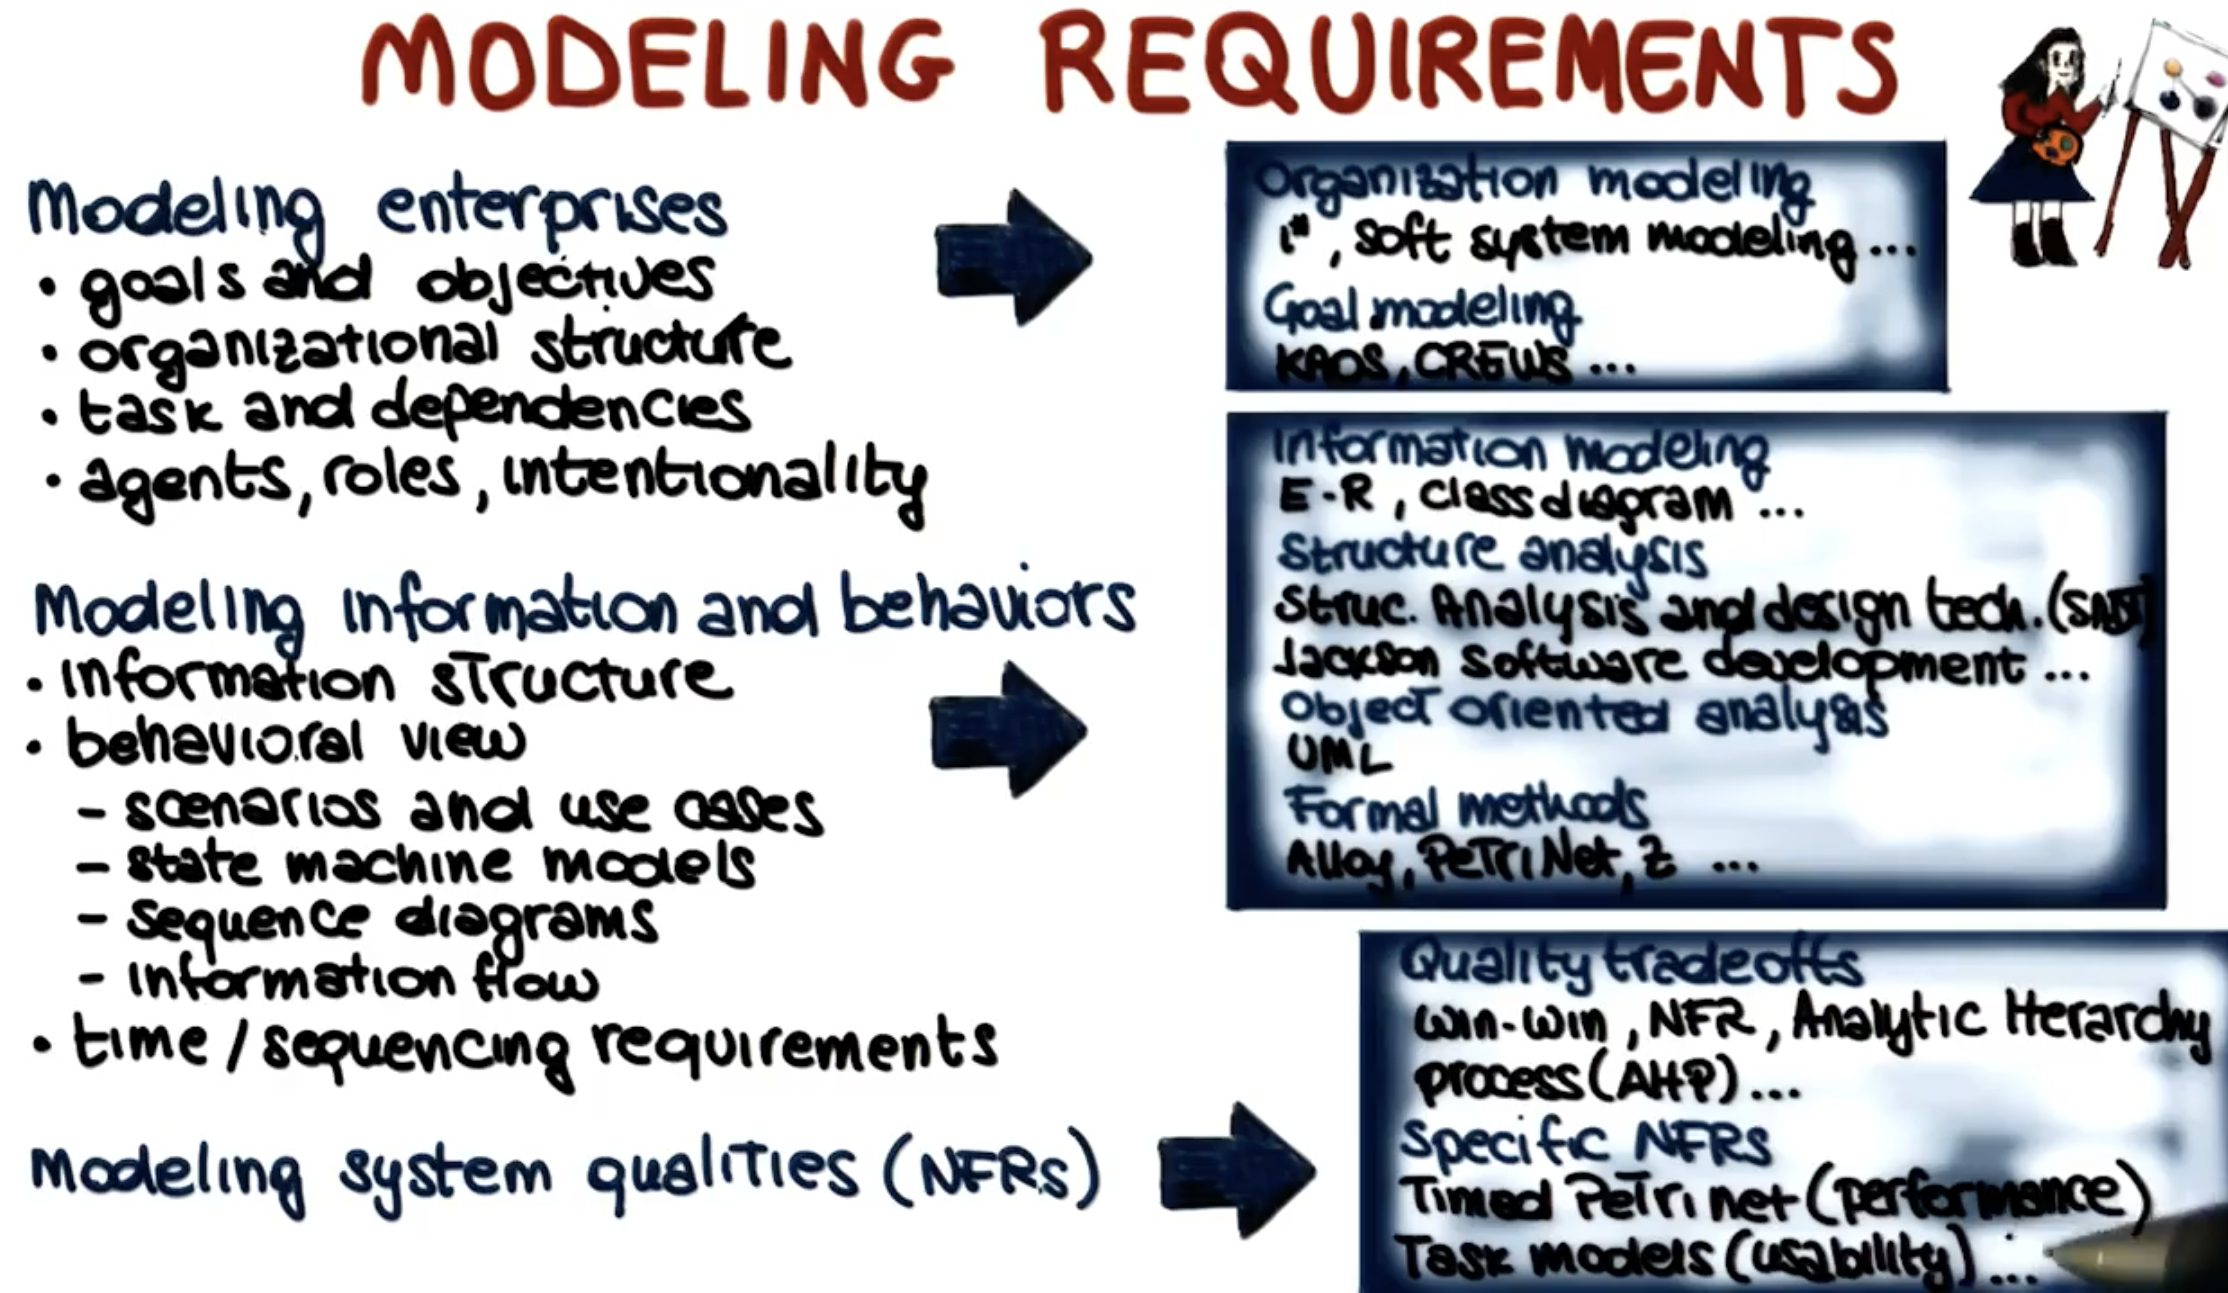 MODELING REQUIREMENTS
Modeling enterprises
• goals and objectives
• organizational structure
• task and dependencies
• agents, roles, intentionality
Organization modeling
i*, soft system modeling ...
Goal modeling
KAOS, CREWS ...
Modeling information and behaviors
• information structure
• behavioral view
- scenarios and use cases
- state machine models
- sequence diagrams
- information flow
• time / sequencing requirements
Information modeling
E-R, class diagram ...
Structure analysis
Struc. Analysis and design tech. (SADT)
Jackson software development ...
Object oriented analysis
UML
Formal methods
Alloy, Petri Net, Z ...
Modeling system qualities (NFRs)
Quality tradeoffs
win-win, NFR, Analytic Hierarchy
process (AHP) ...
Specific NFRs
Timed Petri net (performance)
Task models (usability) ...